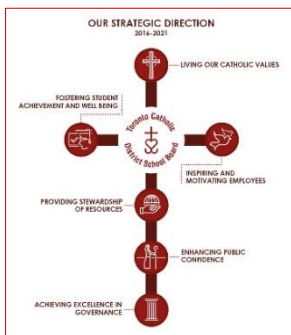 OUR STRATEGIC DIRECTION
2016-2021
LIVING OUR CATHOLIC VALUES
FOSTERING STUDENT
ACHIEVEMENT AND WELL BEING
Toronto Catholic
District School Board
INSPIRING AND
MOTIVATING EMPLOYEES
PROVIDING STEWARDSHIP
OF RESOURCES
ENHANCING PUBLIC
CONFIDENCE
ACHIEVING EXCELLENCE IN
GOVERNANCE